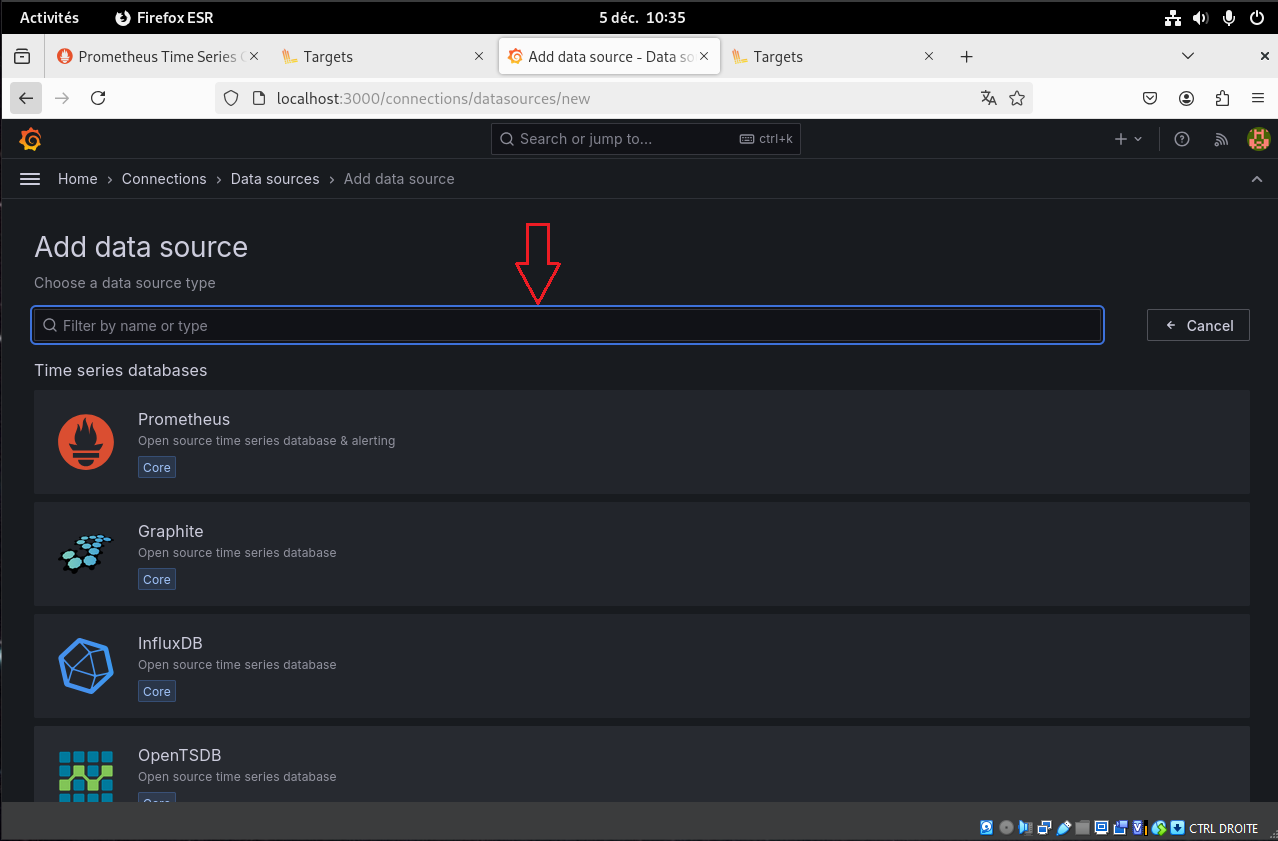 Activités Firefox ESR 5 déc. 10:35
Prometheus Time Series Targets Add data source - Data so Targets
localhost:3000/connections/datasources/new
Search or jump to... ctrl+k
Home › Connections › Data sources › Add data source
Add data source
Choose a data source type
Filter by name or type Cancel
Time series databases
Prometheus
Open source time series database & alerting
Core
Graphite
Open source time series database
Core
InfluxDB
Open source time series database
Core
OpenTSDB
Open source time series database
Core
CTRL DROITE